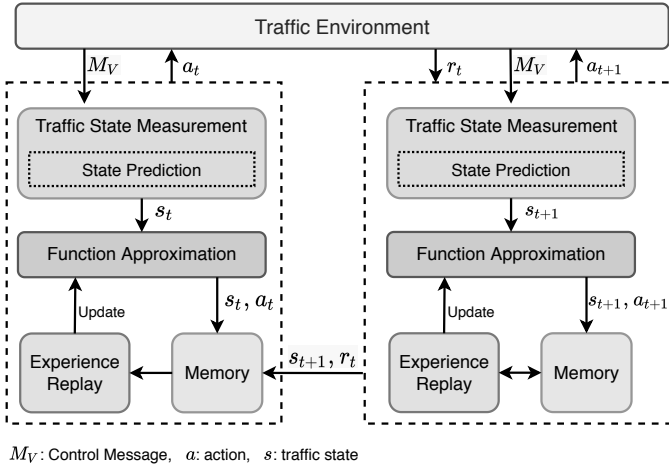 Traffic Environment
M_V
a_t
r_t
M_V
a_{t+1}
Traffic State Measurement
State Prediction
s_t
Function Approximation
Update
s_t, a_t
Experience
Replay
Memory
s_{t+1}, r_t
Traffic State Measurement
State Prediction
s_{t+1}
Function Approximation
Update
s_{t+1}, a_{t+1}
Experience
Replay
Memory
M_V: Control Message, a: action, s: traffic state